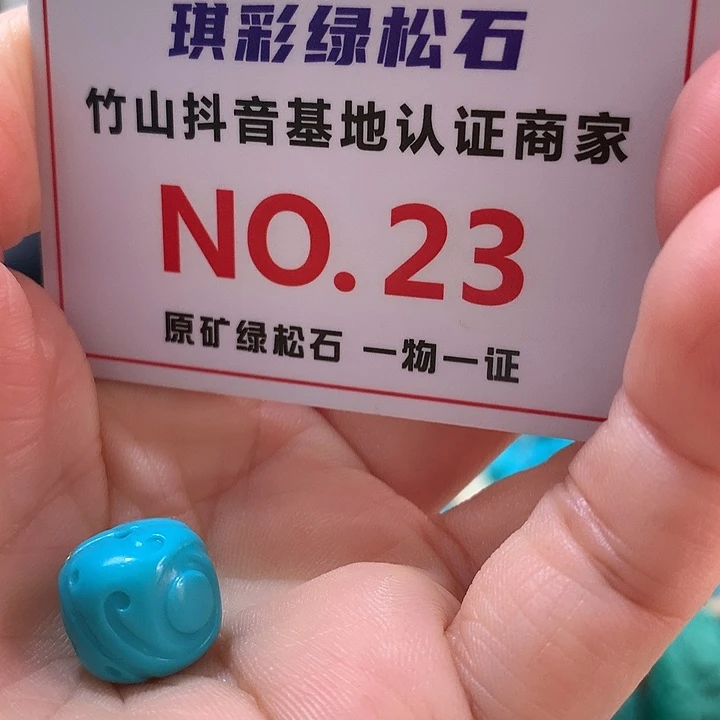 琪彩绿松石
竹山抖音基地认证商家
NO. 23
原矿绿松石 一物一证